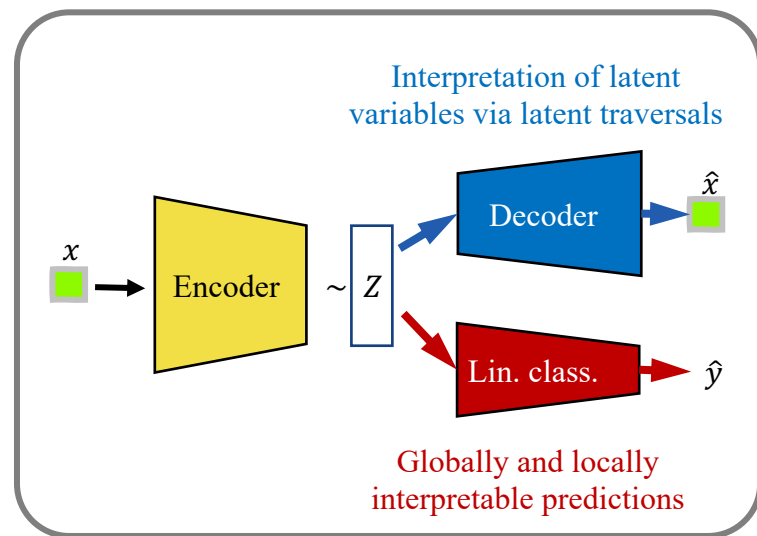 Interpretation of latent
variables via latent traversals
x
Encoder
~
Z
Decoder
x̂
Lin. class.
ŷ
Globally and locally
interpretable predictions